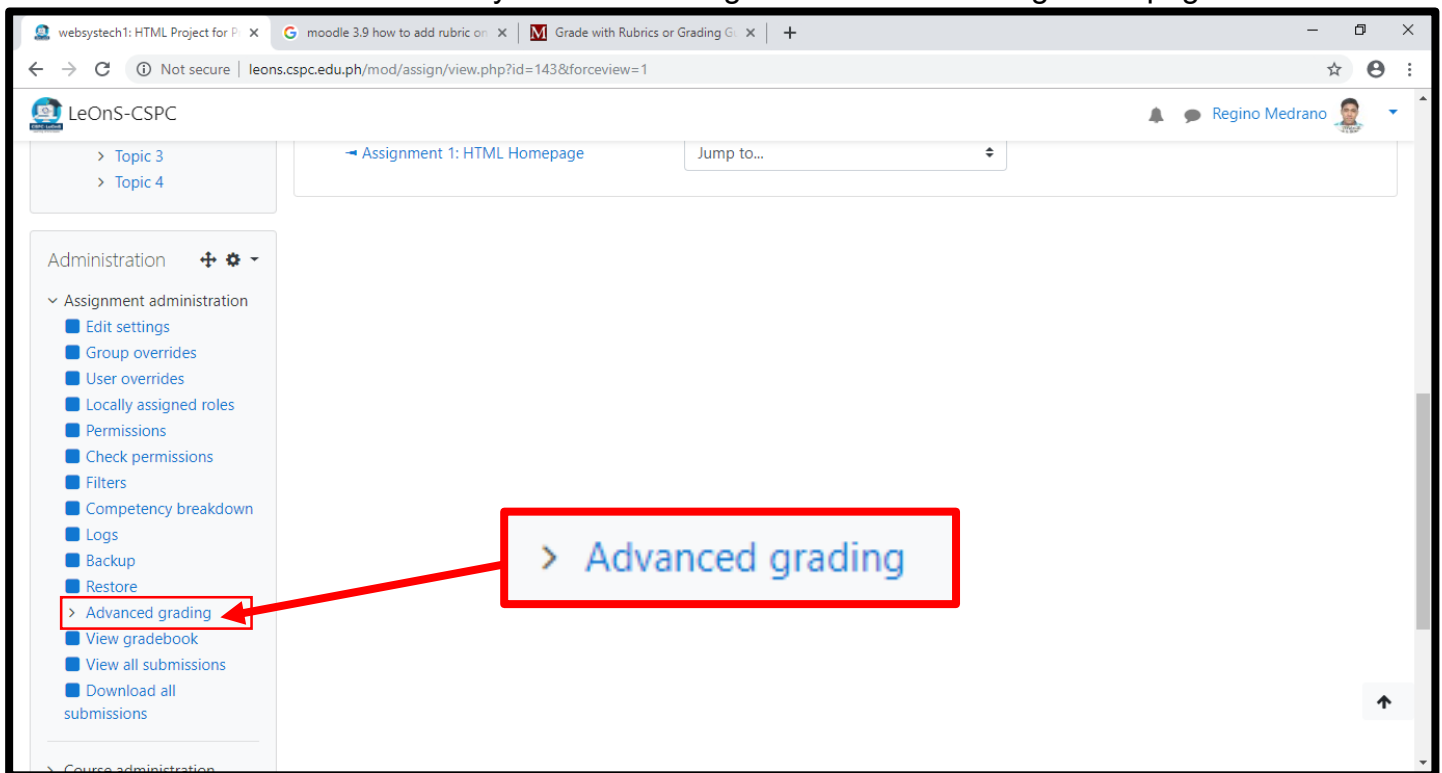 websystech1: HTML Project for P
moodle 3.9 how to add rubric on
Grade with Rubrics or Grading G
Not secure | leons.cspc.edu.ph/mod/assign/view.php?id=143&forceview=1
LeOnS-CSPC
Regino Medrano
> Topic 3
> Topic 4
◄ Assignment 1: HTML Homepage
Jump to...
Administration
Assignment administration
Edit settings
Group overrides
User overrides
Locally assigned roles
Permissions
Check permissions
Filters
Competency breakdown
Logs
Backup
Restore
> Advanced grading
View gradebook
View all submissions
Download all
submissions
> Course administration
> Advanced grading